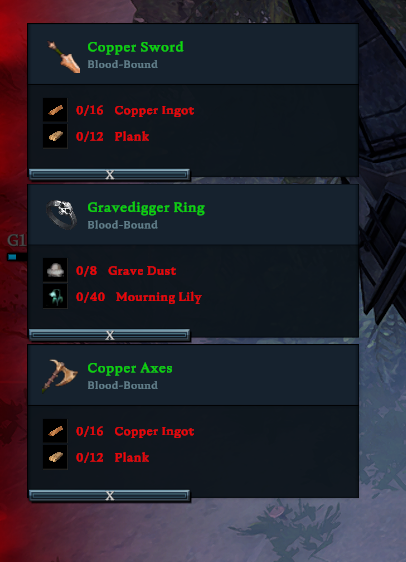 Copper Sword
Blood-Bound
0/16 Copper Ingot
0/12 Plank
X
Gravedigger Ring
Blood-Bound
0/8 Grave Dust
0/40 Mourning Lily
X
Copper Axes
Blood-Bound
0/16 Copper Ingot
0/12 Plank
X